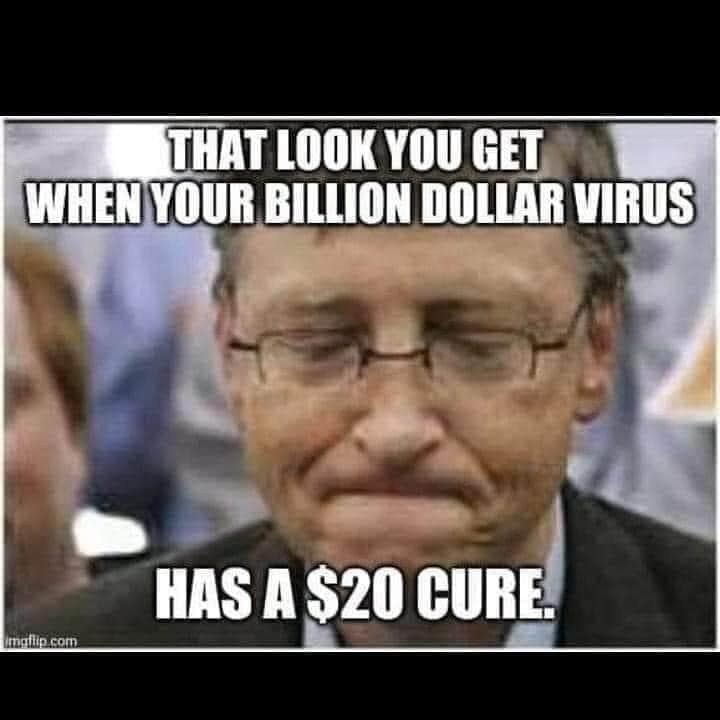 THAT LOOK YOU GET
WHEN YOUR BILLION DOLLAR VIRUS
HAS A $20 CURE.
imgflip.com